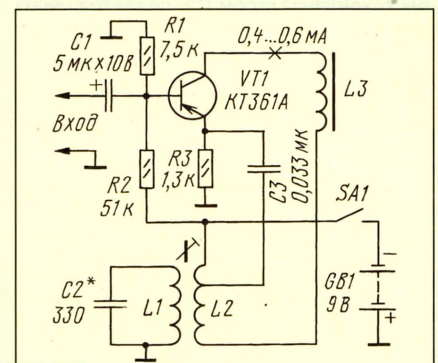 R1
7,5 к
C1
5 мк х 10 в
+
0,4...0,6 мА
VT1
КТ361А
L3
Вход
R2
51 к
R3
1,3 к
C3
0,033 мк
SA1
C2*
330
L1
L2
GB1
9 В
−
+